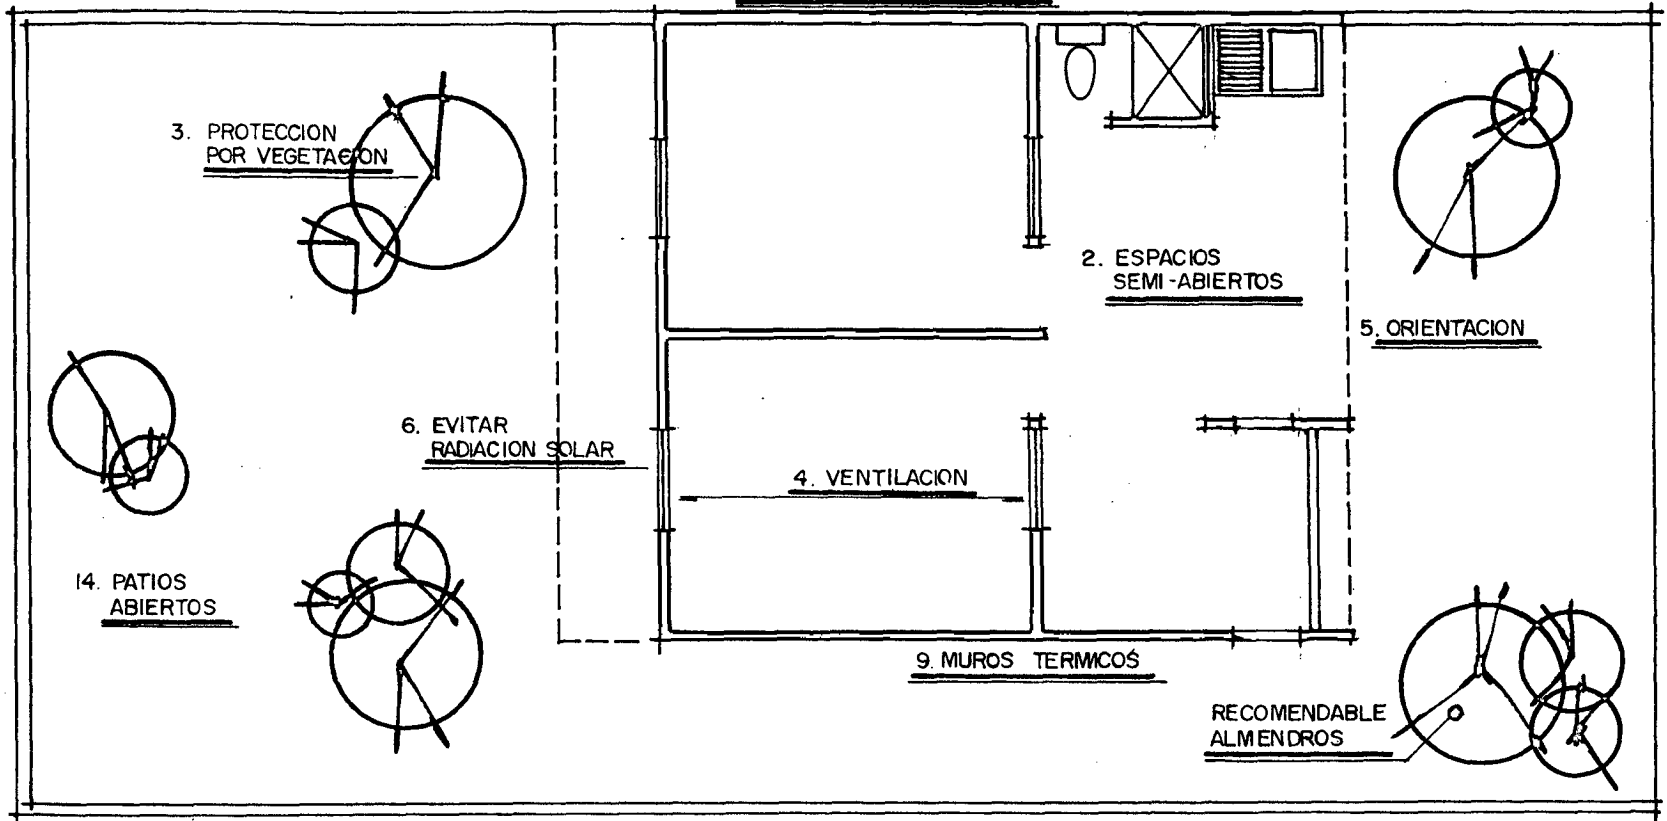 3. PROTECCION
POR VEGETACION
2. ESPACIOS
SEMI-ABIERTOS
5. ORIENTACION
6. EVITAR
RADIACION SOLAR
4. VENTILACION
14. PATIOS
ABIERTOS
9. MUROS TERMICOS
RECOMENDABLE
ALMENDROS